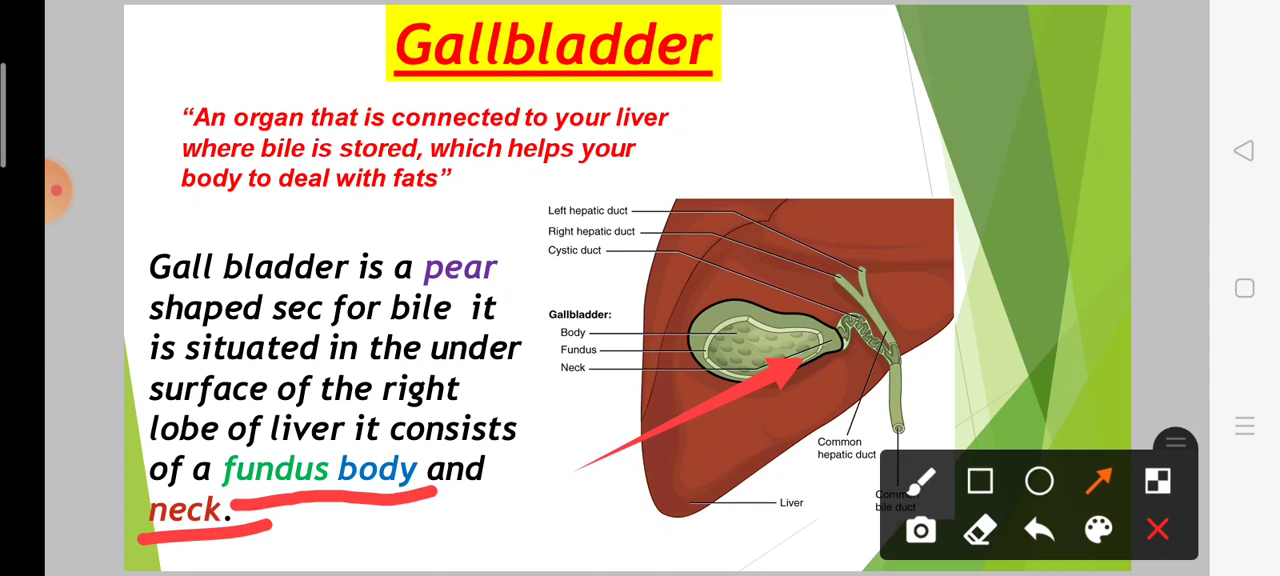 Gallbladder
“An organ that is connected to your liver
where bile is stored, which helps your
body to deal with fats”
Gall bladder is a pear
shaped sec for bile it
is situated in the under
surface of the right
lobe of liver it consists
of a fundus body and
neck.
Left hepatic duct
Right hepatic duct
Cystic duct
Gallbladder:
Body
Fundus
Neck
Common
hepatic duct
Liver
bile duct